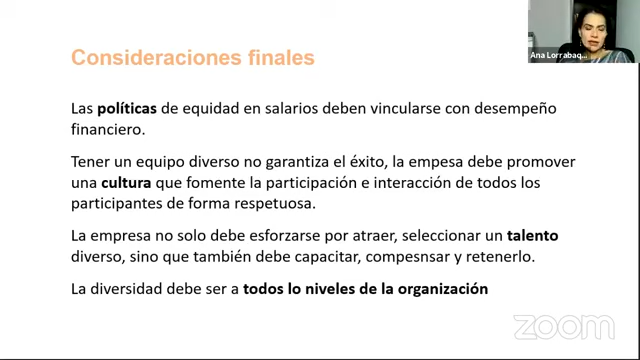 Ana Lorrabaq...
Consideraciones finales
Las políticas de equidad en salarios deben vincularse con desempeño
financiero.
Tener un equipo diverso no garantiza el éxito, la empesa debe promover
una cultura que fomente la participación e interacción de todos los
participantes de forma respetuosa.
La empresa no solo debe esforzarse por atraer, seleccionar un talento
diverso, sino que también debe capacitar, compesnsar y retenerlo.
La diversidad debe ser a todos lo niveles de la organización
zoom